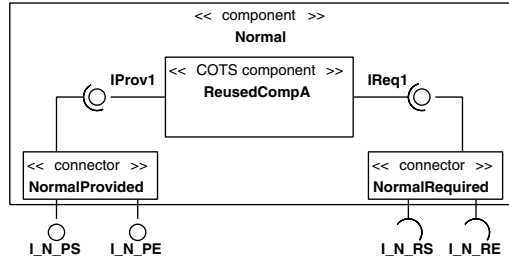 << component >>
Normal
IProv1
<< COTS component >>
ReusedCompA
IReq1
<< connector >>
NormalProvided
<< connector >>
NormalRequired
I_N_PS
I_N_PE
I_N_RS
I_N_RE